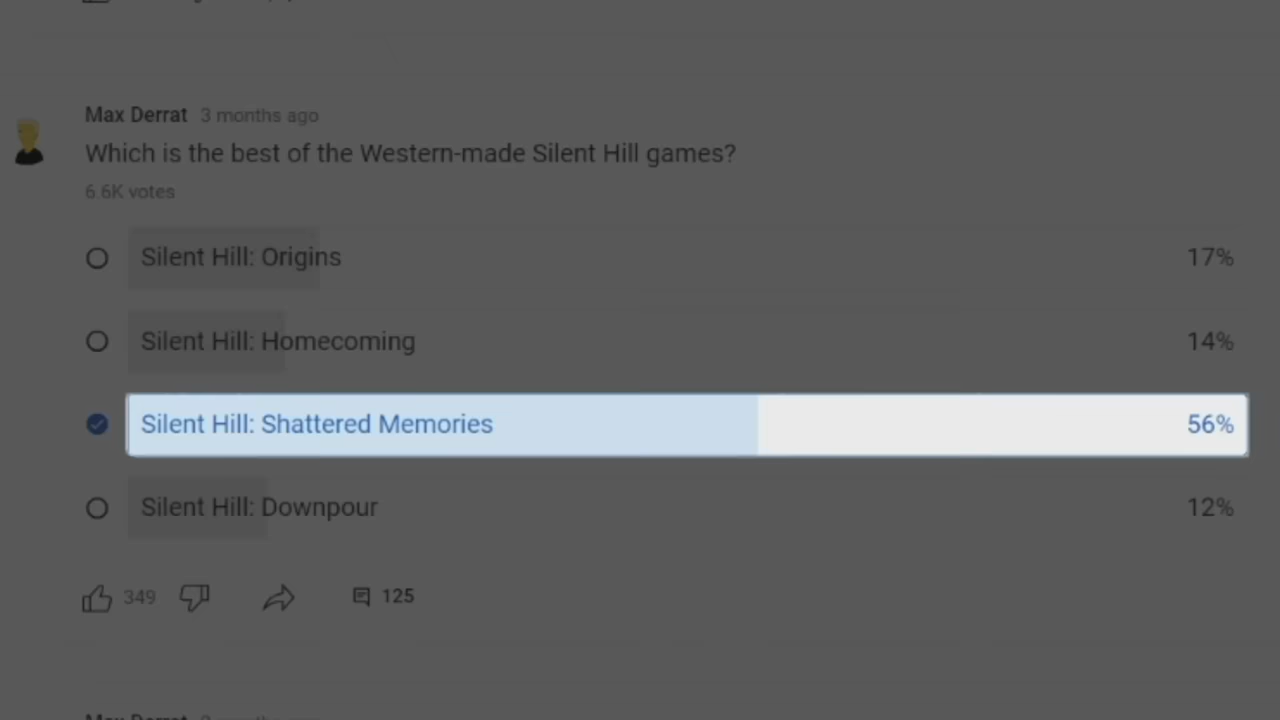 Max Derrat 3 months ago
Which is the best of the Western-made Silent Hill games?
6.6K votes
Silent Hill: Origins 17%
Silent Hill: Homecoming 14%
Silent Hill: Shattered Memories 56%
Silent Hill: Downpour 12%
349 125
Max Derrat